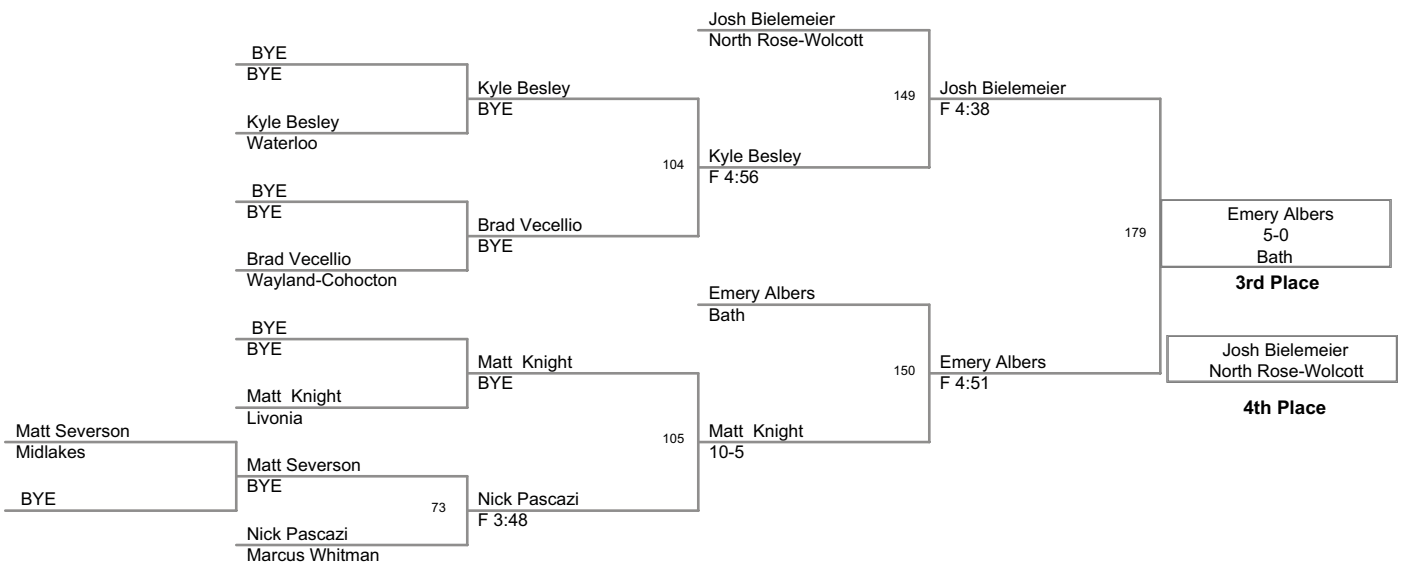 Josh Bielemeier
North Rose-Wolcott
BYE
BYE
Kyle Besley
BYE
149
Josh Bielemeier
F 4:38
Kyle Besley
Waterloo
104
Kyle Besley
F 4:56
BYE
BYE
Brad Vecellio
BYE
179
Emery Albers
5-0
Bath
3rd Place
Brad Vecellio
Wayland-Cohocton
Emery Albers
Bath
BYE
BYE
Matt Knight
BYE
150
Emery Albers
F 4:51
Josh Bielemeier
North Rose-Wolcott
4th Place
Matt Knight
Livonia
105
Matt Knight
10-5
Matt Severson
Midlakes
Matt Severson
BYE
BYE
73
Nick Pascazi
F 3:48
Nick Pascazi
Marcus Whitman